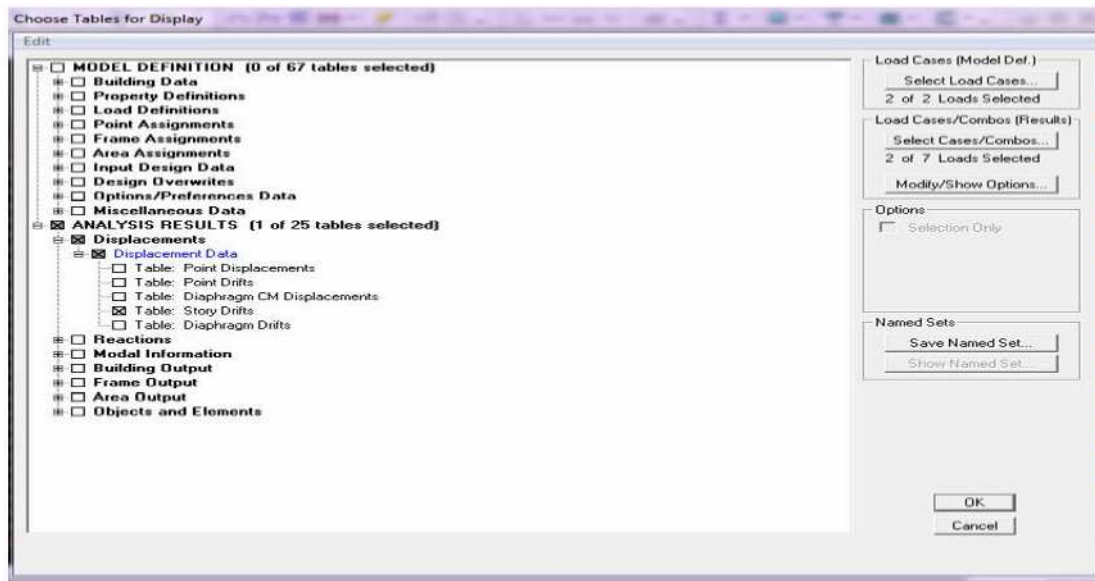 Choose Tables for Display
Edit
MODEL DEFINITION (0 of 67 tables selected)
Building Data
Property Definitions
Load Definitions
Point Assignments
Frame Assignments
Area Assignments
Input Design Data
Design Overwrites
Options/Preferences Data
Miscellaneous Data
ANALYSIS RESULTS (1 of 25 tables selected)
Displacements
Displacement Data
Table: Point Displacements
Table: Point Drifts
Table: Diaphragm CM Displacements
Table: Story Drifts
Table: Diaphragm Drifts
Reactions
Modal Information
Building Output
Frame Output
Area Output
Objects and Elements
Load Cases (Model Def.)
Select Load Cases...
2 of 2 Loads Selected
Load Cases/Combos (Results)
Select Cases/Combos...
2 of 7 Loads Selected
Modify/Show Options...
Options
Selection Only
Named Sets
Save Named Set...
Show Named Set...
OK
Cancel